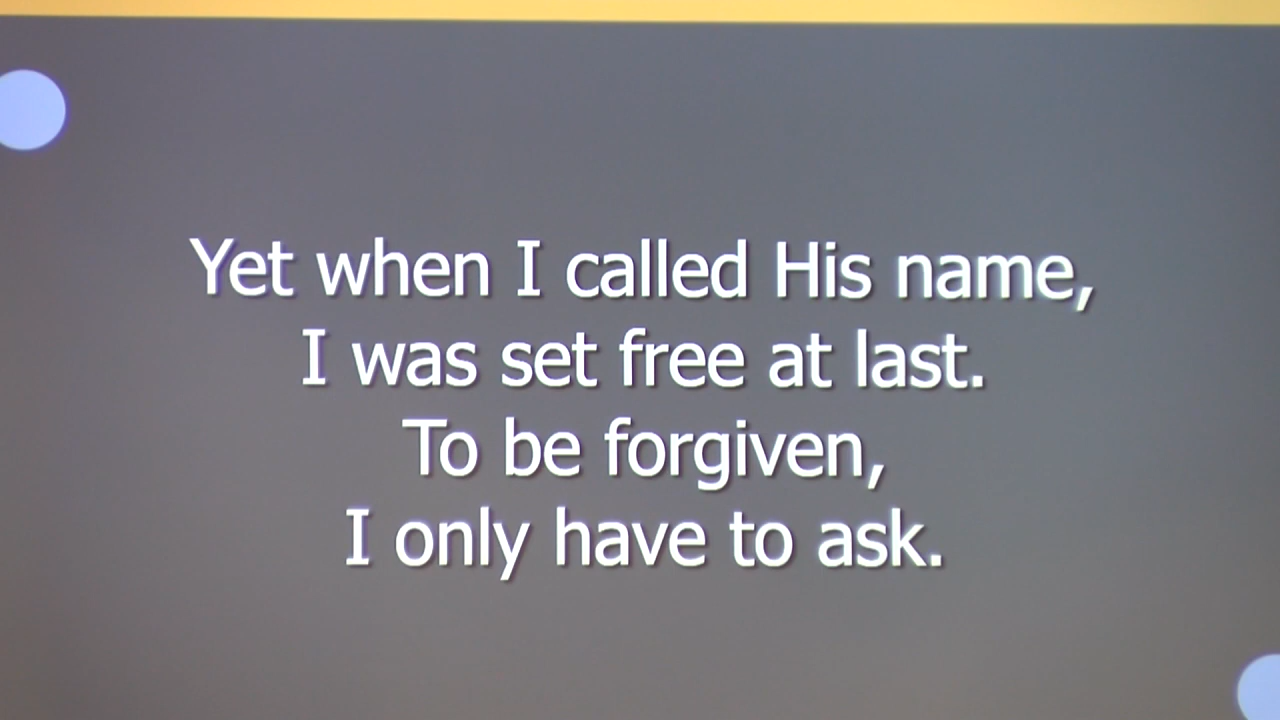 Yet when I called His name,
I was set free at last.
To be forgiven,
I only have to ask.